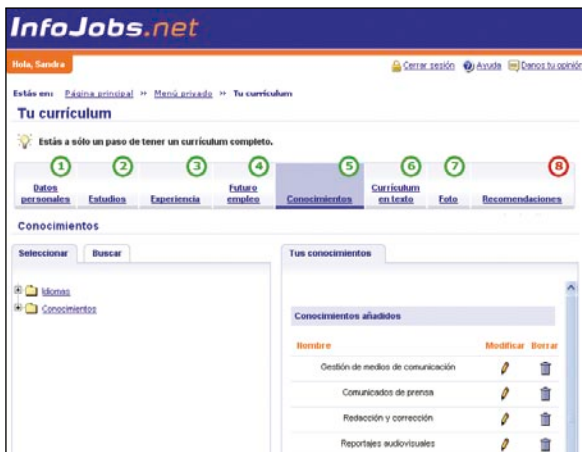 InfoJobs.net
Hola, Sandra
Cerrar sesión Ayuda Danos tu opinión
Estás en: Página principal » Menú privado » Tu currículum
Tu currículum
Estás a sólo un paso de tener un currículum completo.
1 2 3 4 5 6 7 8
Datos personales Estudios Experiencia Futuro empleo Conocimientos Currículum en texto Foto Recomendaciones
Conocimientos
Seleccionar Buscar
Tus conocimientos
Idiomas
Conocimientos
Conocimientos añadidos
Nombre Modificar Borrar
Gestión de medios de comunicación
Comunicados de prensa
Redacción y corrección
Reportajes audiovisuales